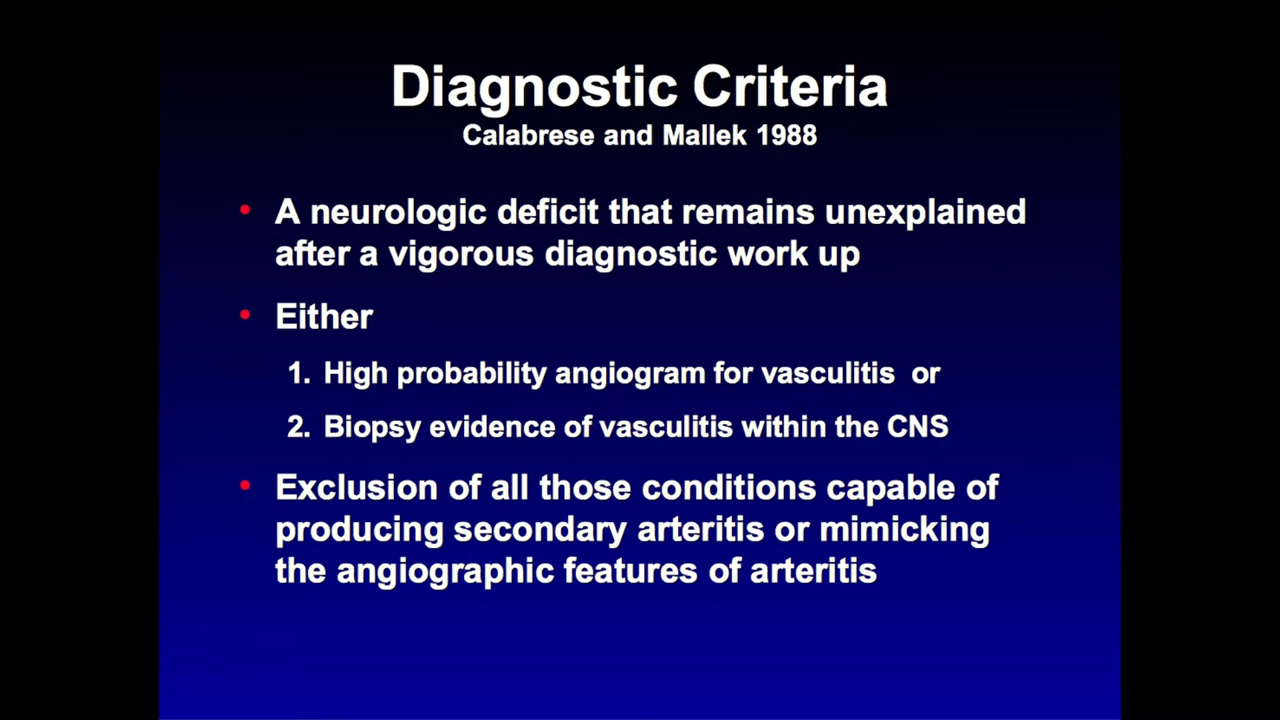 Diagnostic Criteria
Calabrese and Mallek 1988
• A neurologic deficit that remains unexplained
after a vigorous diagnostic work up
• Either
1. High probability angiogram for vasculitis or
2. Biopsy evidence of vasculitis within the CNS
• Exclusion of all those conditions capable of
producing secondary arteritis or mimicking
the angiographic features of arteritis